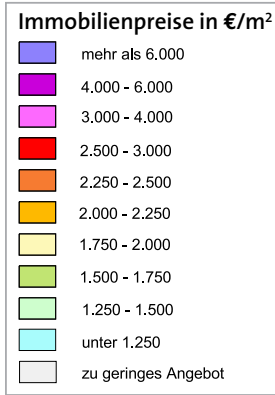 Immobilienpreise in €/m²
mehr als 6.000
4.000 - 6.000
3.000 - 4.000
2.500 - 3.000
2.250 - 2.500
2.000 - 2.250
1.750 - 2.000
1.500 - 1.750
1.250 - 1.500
unter 1.250
zu geringes Angebot